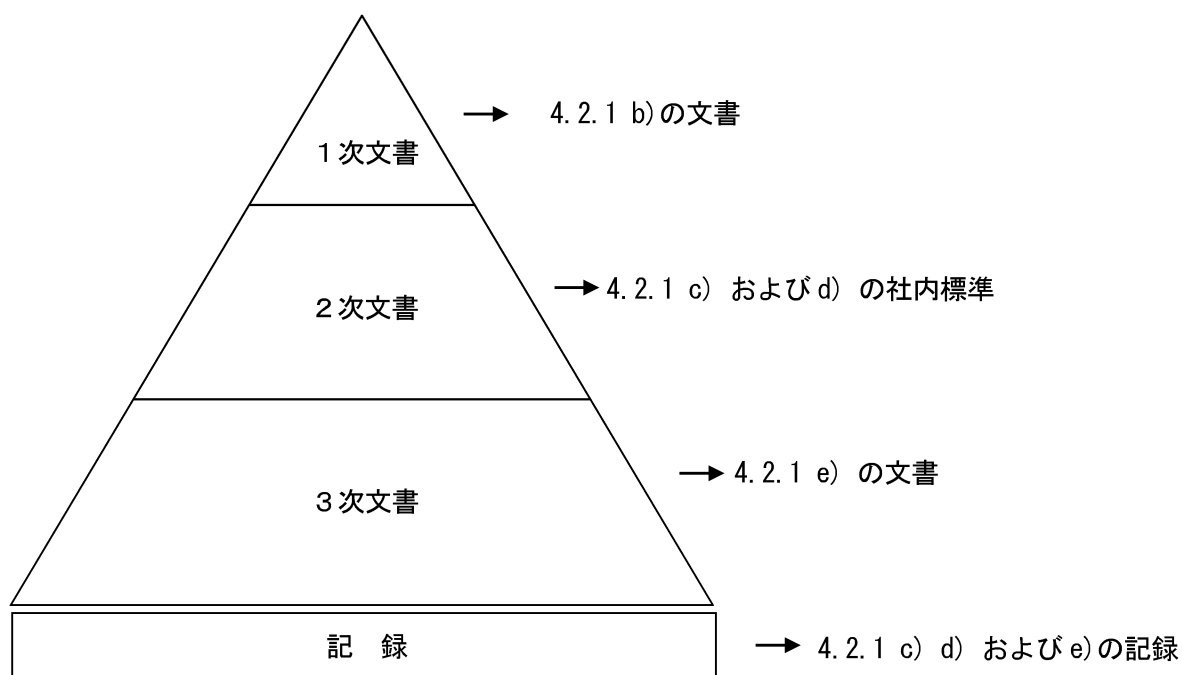 4.2.1 b)の文書
１次文書
4.2.1 c) およびd) の社内標準
２次文書
4.2.1 e) の文書
３次文書
記　録
4.2.1 c) d) およびe)の記録